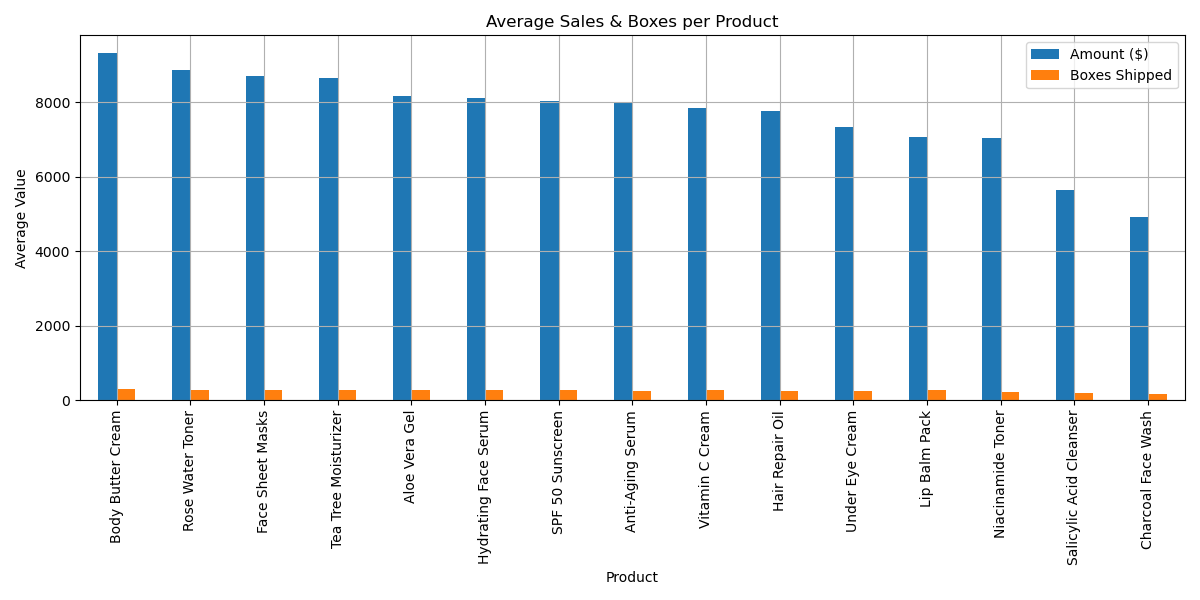 Average Sales & Boxes per Product
Amount ($)
Boxes Shipped
Average Value
8000
6000
4000
2000
0
Body Butter Cream
Rose Water Toner
Face Sheet Masks
Tea Tree Moisturizer
Aloe Vera Gel
Hydrating Face Serum
SPF 50 Sunscreen
Anti-Aging Serum
Vitamin C Cream
Hair Repair Oil
Under Eye Cream
Lip Balm Pack
Niacinamide Toner
Salicylic Acid Cleanser
Charcoal Face Wash
Product